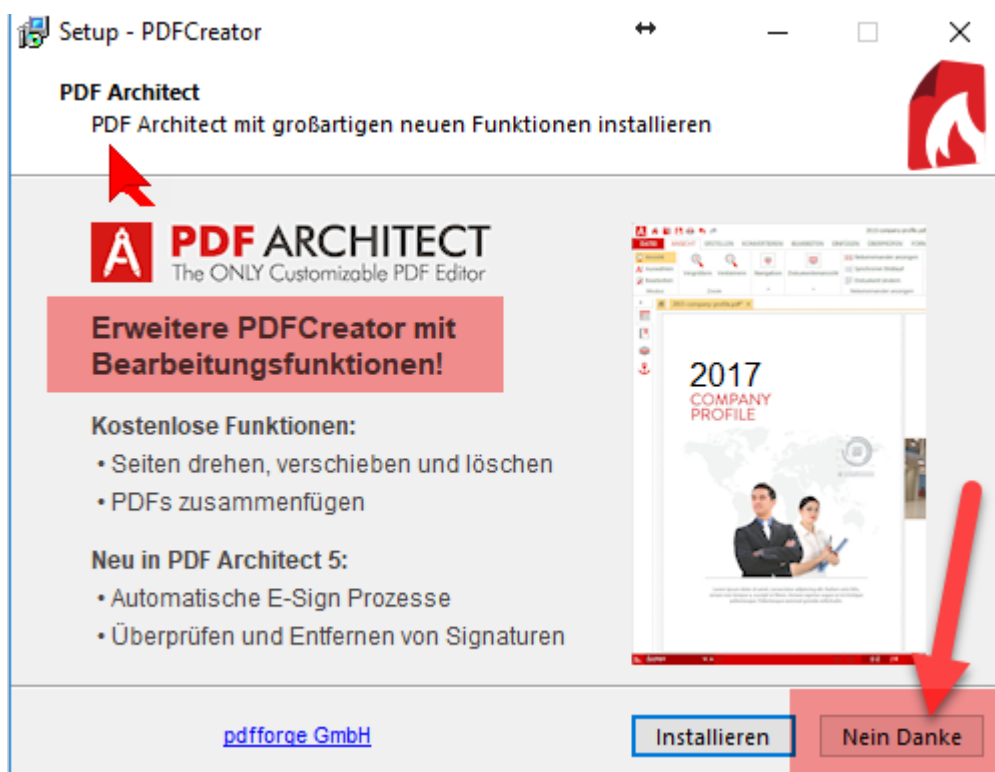 Setup - PDFCreator
PDF Architect
PDF Architect mit großartigen neuen Funktionen installieren
PDF ARCHITECT
The ONLY Customizable PDF Editor
Erweitere PDFCreator mit
Bearbeitungsfunktionen!
Kostenlose Funktionen:
• Seiten drehen, verschieben und löschen
• PDFs zusammenfügen
Neu in PDF Architect 5:
• Automatische E-Sign Prozesse
• Überprüfen und Entfernen von Signaturen
2017
COMPANY
PROFILE
pdfforge GmbH
Installieren
Nein Danke